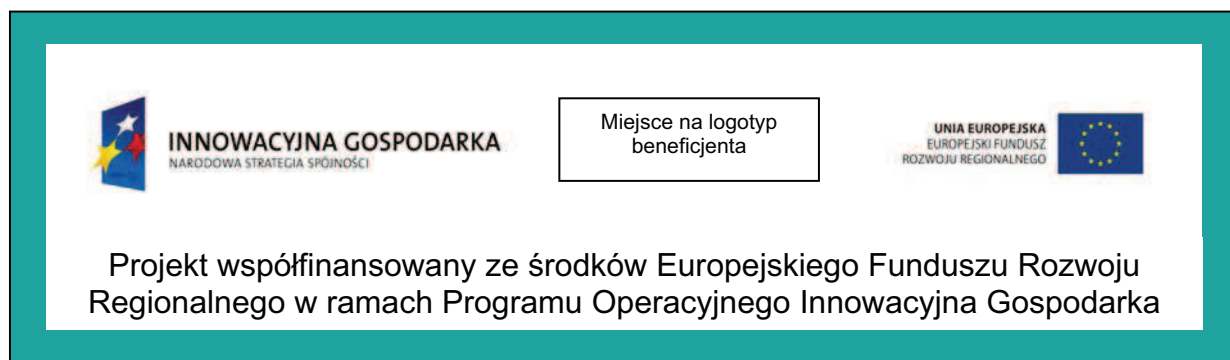 INNOWACYJNA GOSPODARKA
NARODOWA STRATEGIA SPÓJNOŚCI
Miejsce na logotyp
beneficjenta
UNIA EUROPEJSKA
EUROPEJSKI FUNDUSZ
ROZWOJU REGIONALNEGO
Projekt współfinansowany ze środków Europejskiego Funduszu Rozwoju
Regionalnego w ramach Programu Operacyjnego Innowacyjna Gospodarka